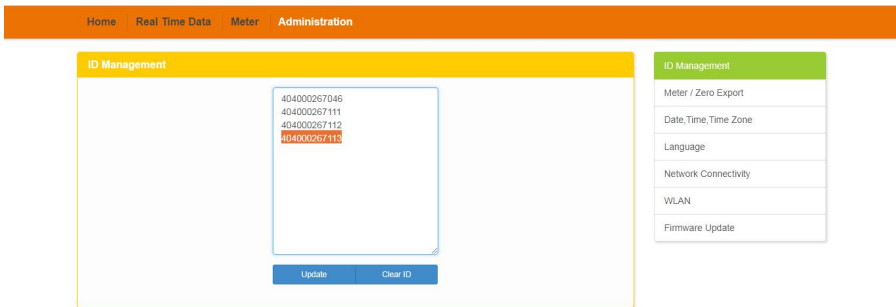 Home Real Time Data Meter Administration
ID Management
404000267046
404000267111
404000267112
404000267113
Update Clear ID
ID Management
Meter / Zero Export
Date,Time,Time Zone
Language
Network Connectivity
WLAN
Firmware Update